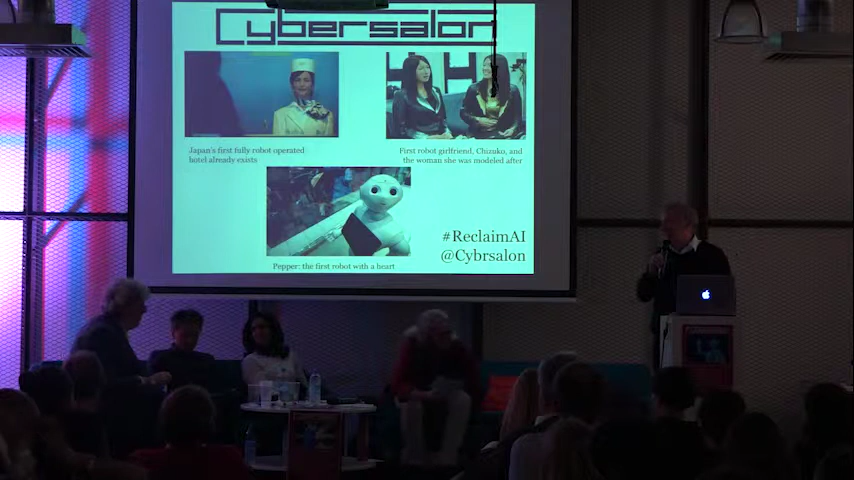 Cybersalon
Japan's first fully robot operated
hotel already exists
First robot girlfriend, Chizuko, and
the woman she was modeled after
#ReclaimAI
@Cybrsalon
Pepper: the first robot with a heart